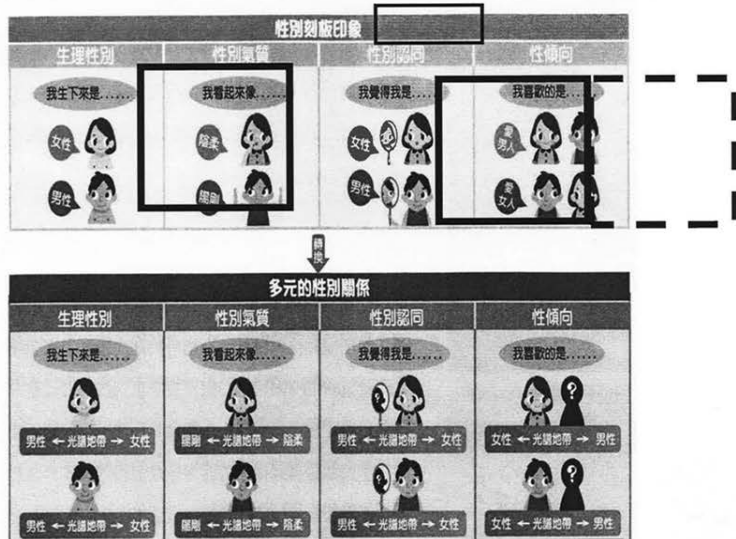 性別刻板印象
生理性別 性別氣質 性別認同 性傾向
我生下來是...... 我看起來像...... 我覺得我是...... 我喜歡的是......
女性 陰柔 女性 愛男人
男性 陽剛 男性 愛女人
轉換
多元的性別關係
生理性別 性別氣質 性別認同 性傾向
我生下來是...... 我看起來像...... 我覺得我是...... 我喜歡的是......
? ?
男性 ← 光譜地帶 → 女性 陽剛 ← 光譜地帶 → 陰柔 男性 ← 光譜地帶 → 女性 女性 ← 光譜地帶 → 男性
? ?
男性 ← 光譜地帶 → 女性 陽剛 ← 光譜地帶 → 陰柔 男性 ← 光譜地帶 → 女性 女性 ← 光譜地帶 → 男性